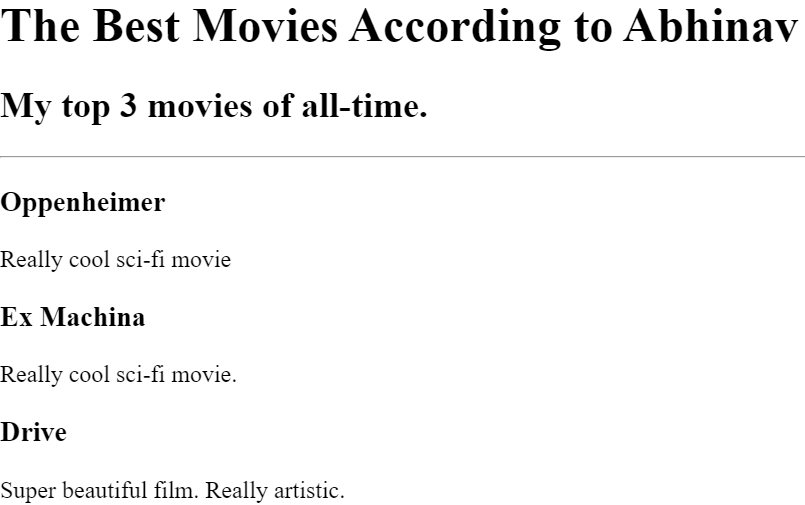 The Best Movies According to Abhinav
My top 3 movies of all-time.
Oppenheimer
Really cool sci-fi movie
Ex Machina
Really cool sci-fi movie.
Drive
Super beautiful film. Really artistic.